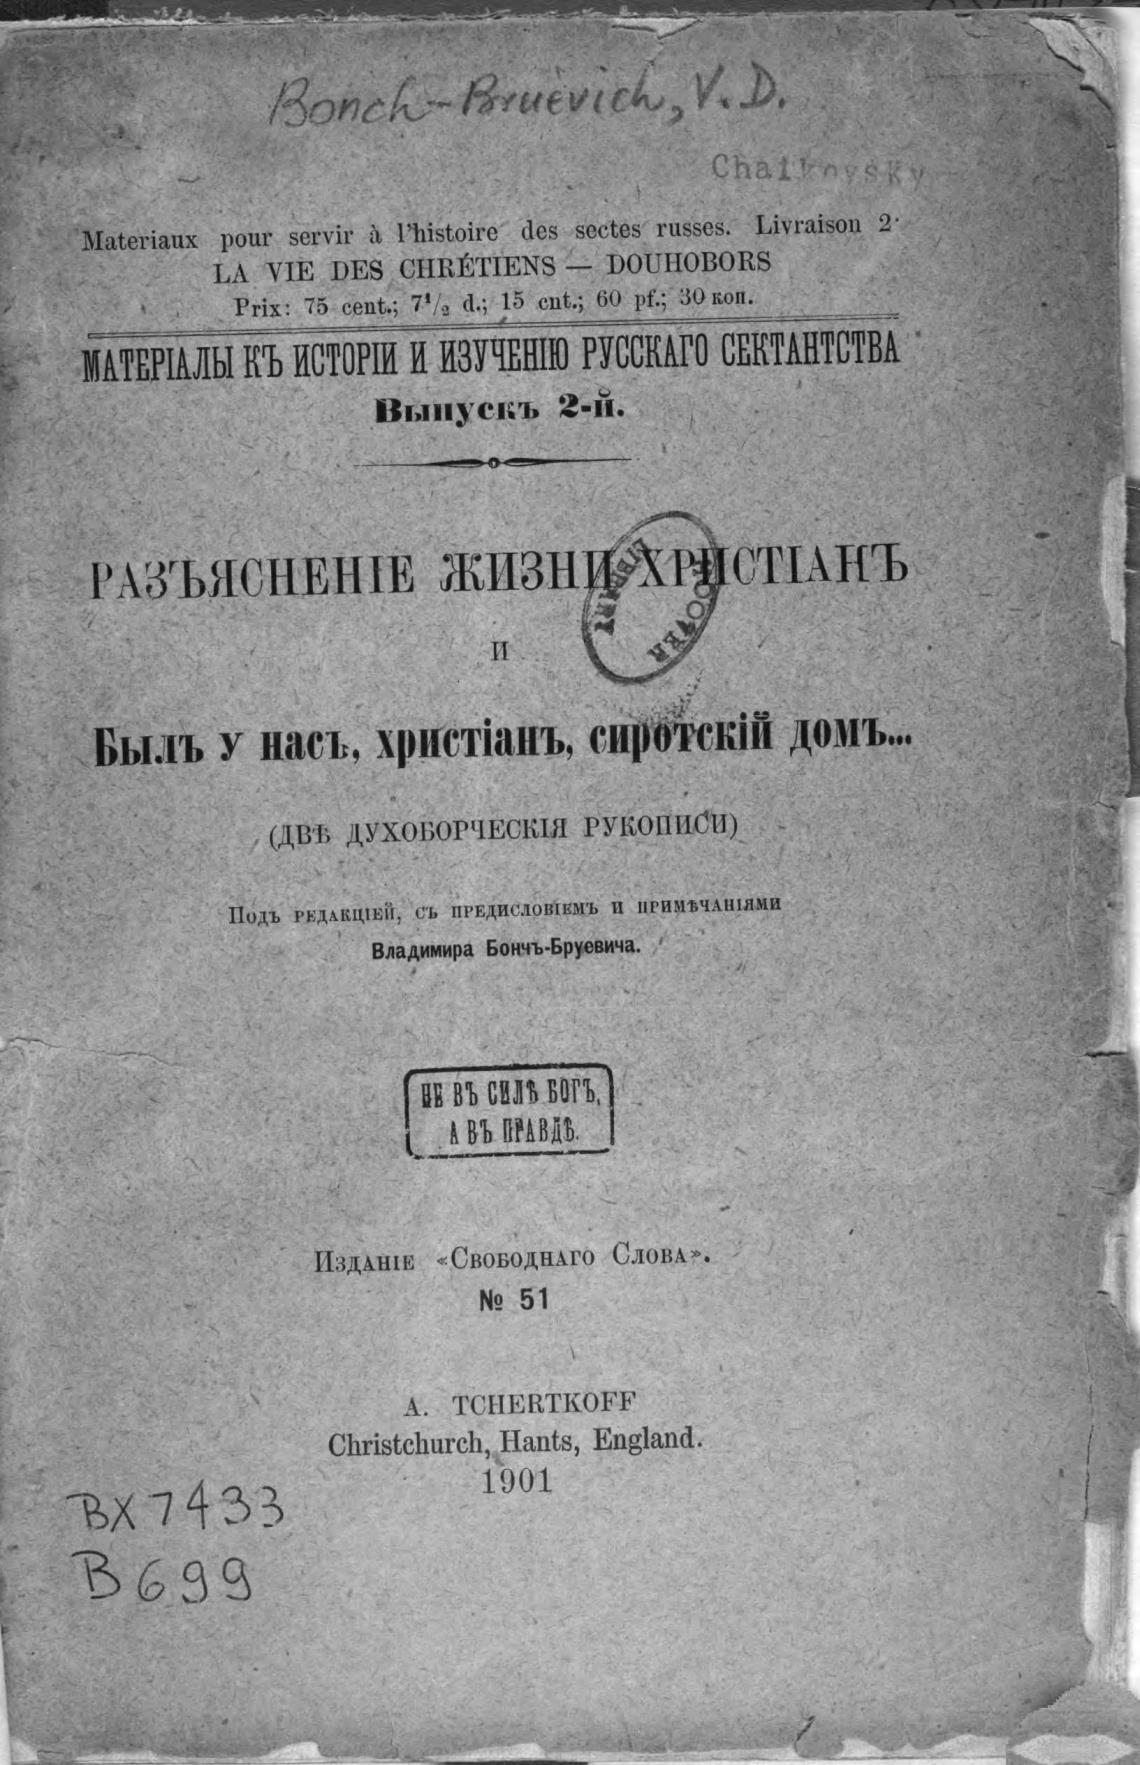 Bonch-Bruevich, V. D.
Chaikovsky
Materiaux pour servir à l'histoire des sectes russes. Livraison 2·
LA VIE DES CHRÉTIENS — DOUHOBORS
Prix: 75 cent.; 7½ d.; 15 cnt.; 60 pf.; 30 коп.
МАТЕРІАЛЫ КЪ ИСТОРІИ И ИЗУЧЕНІЮ РУССКАГО СЕКТАНТСТВА
Выпускъ 2-й.
РАЗЪЯСНЕНІЕ ЖИЗНИ ХРИСТІАНЪ
HOOVER LIBRARY
И
Былъ у насъ, христіанъ, сиротскій домъ...
(ДВѢ ДУХОБОРЧЕСКІЯ РУКОПИСИ)
Подъ редакціей, съ предисловіемъ и примѣчаніями
Владимира Бончъ-Бруевича.
НЕ ВЪ СИЛѢ БОГЪ,
А ВЪ ПРАВДѢ.
Изданіе «Свободнаго Слова».
№ 51
A. TCHERTKOFF
Christchurch, Hants, England.
1901
BX7433
B699